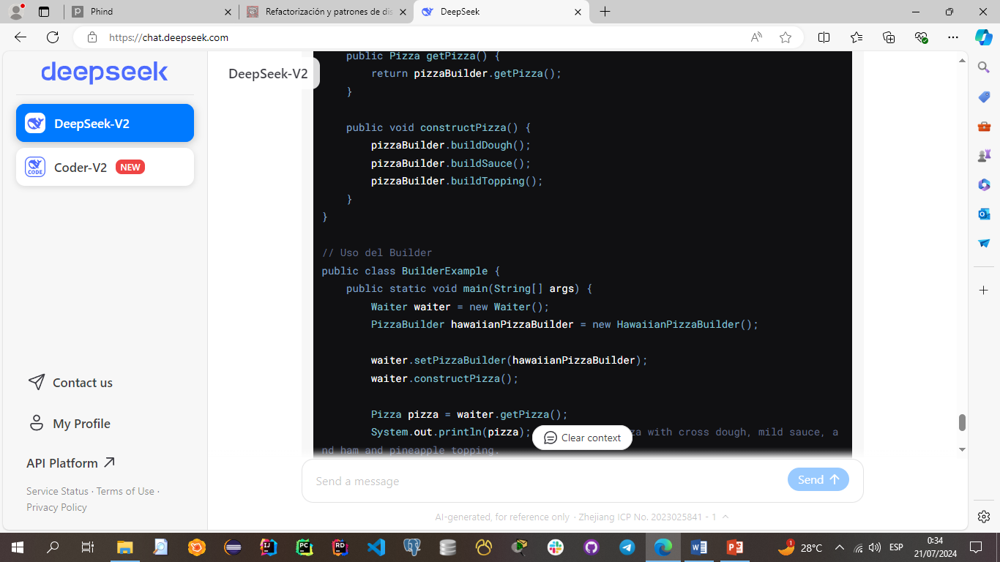 Phind
Refactorización y patrones de dis
DeepSeek
https://chat.deepseek.com
deepseek
DeepSeek-V2
CODE
Coder-V2 NEW
Contact us
My Profile
API Platform
Service Status · Terms of Use ·
Privacy Policy
DeepSeek-V2
public Pizza getPizza() {
return pizzaBuilder.getPizza();
}
public void constructPizza() {
pizzaBuilder.buildDough();
pizzaBuilder.buildSauce();
pizzaBuilder.buildTopping();
}
}
// Uso del Builder
public class BuilderExample {
public static void main(String[] args) {
Waiter waiter = new Waiter();
PizzaBuilder hawaiianPizzaBuilder = new HawaiianPizzaBuilder();
waiter.setPizzaBuilder(hawaiianPizzaBuilder);
waiter.constructPizza();
Pizza pizza = waiter.getPizza();
System.out.println(pizza); za with cross dough, mild sauce, a
nd ham and pineapple topping.
Clear context
Send a message
Send
AI-generated, for reference only · Zhejiang ICP No. 2023025841 - 1
IJ
PC
RD
1
28°C
ESP
0:34
21/07/2024